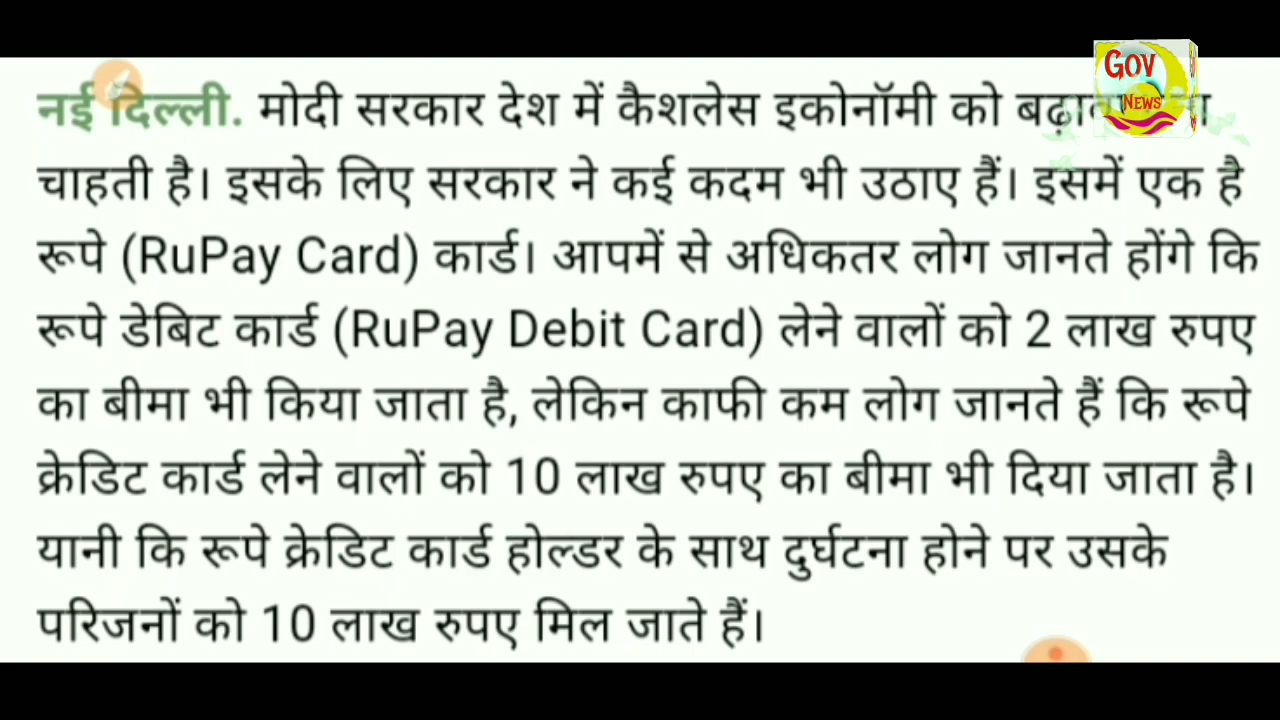 नई दिल्ली. मोदी सरकार देश में कैशलेस इकोनॉमी को
चाहती है। इसके लिए सरकार ने कई कदम भी उठाए हैं। इसमें एक है
रूपे (RuPay Card) कार्ड। आपमें से अधिकतर लोग जानते होंगे कि
रूपे डेबिट कार्ड (RuPay Debit Card) लेने वालों को 2 लाख रुपए
का बीमा भी किया जाता है, लेकिन काफी कम लोग जानते हैं कि रूपे
क्रेडिट कार्ड लेने वालों को 10 लाख रुपए का बीमा भी दिया जाता है।
यानी कि रूपे क्रेडिट कार्ड होल्डर के साथ दुर्घटना होने पर उसके
परिजनों को 10 लाख रुपए मिल जाते हैं।
GOV
NEWS